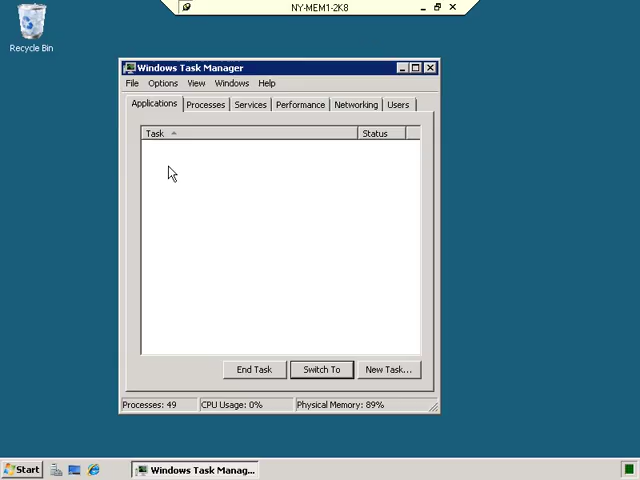 NY-MEM1-2K8
Recycle Bin
Windows Task Manager
File Options View Windows Help
Applications Processes Services Performance Networking Users
Task Status
End Task Switch To New Task...
Processes: 49 CPU Usage: 0% Physical Memory: 89%
Start Windows Task Manag...